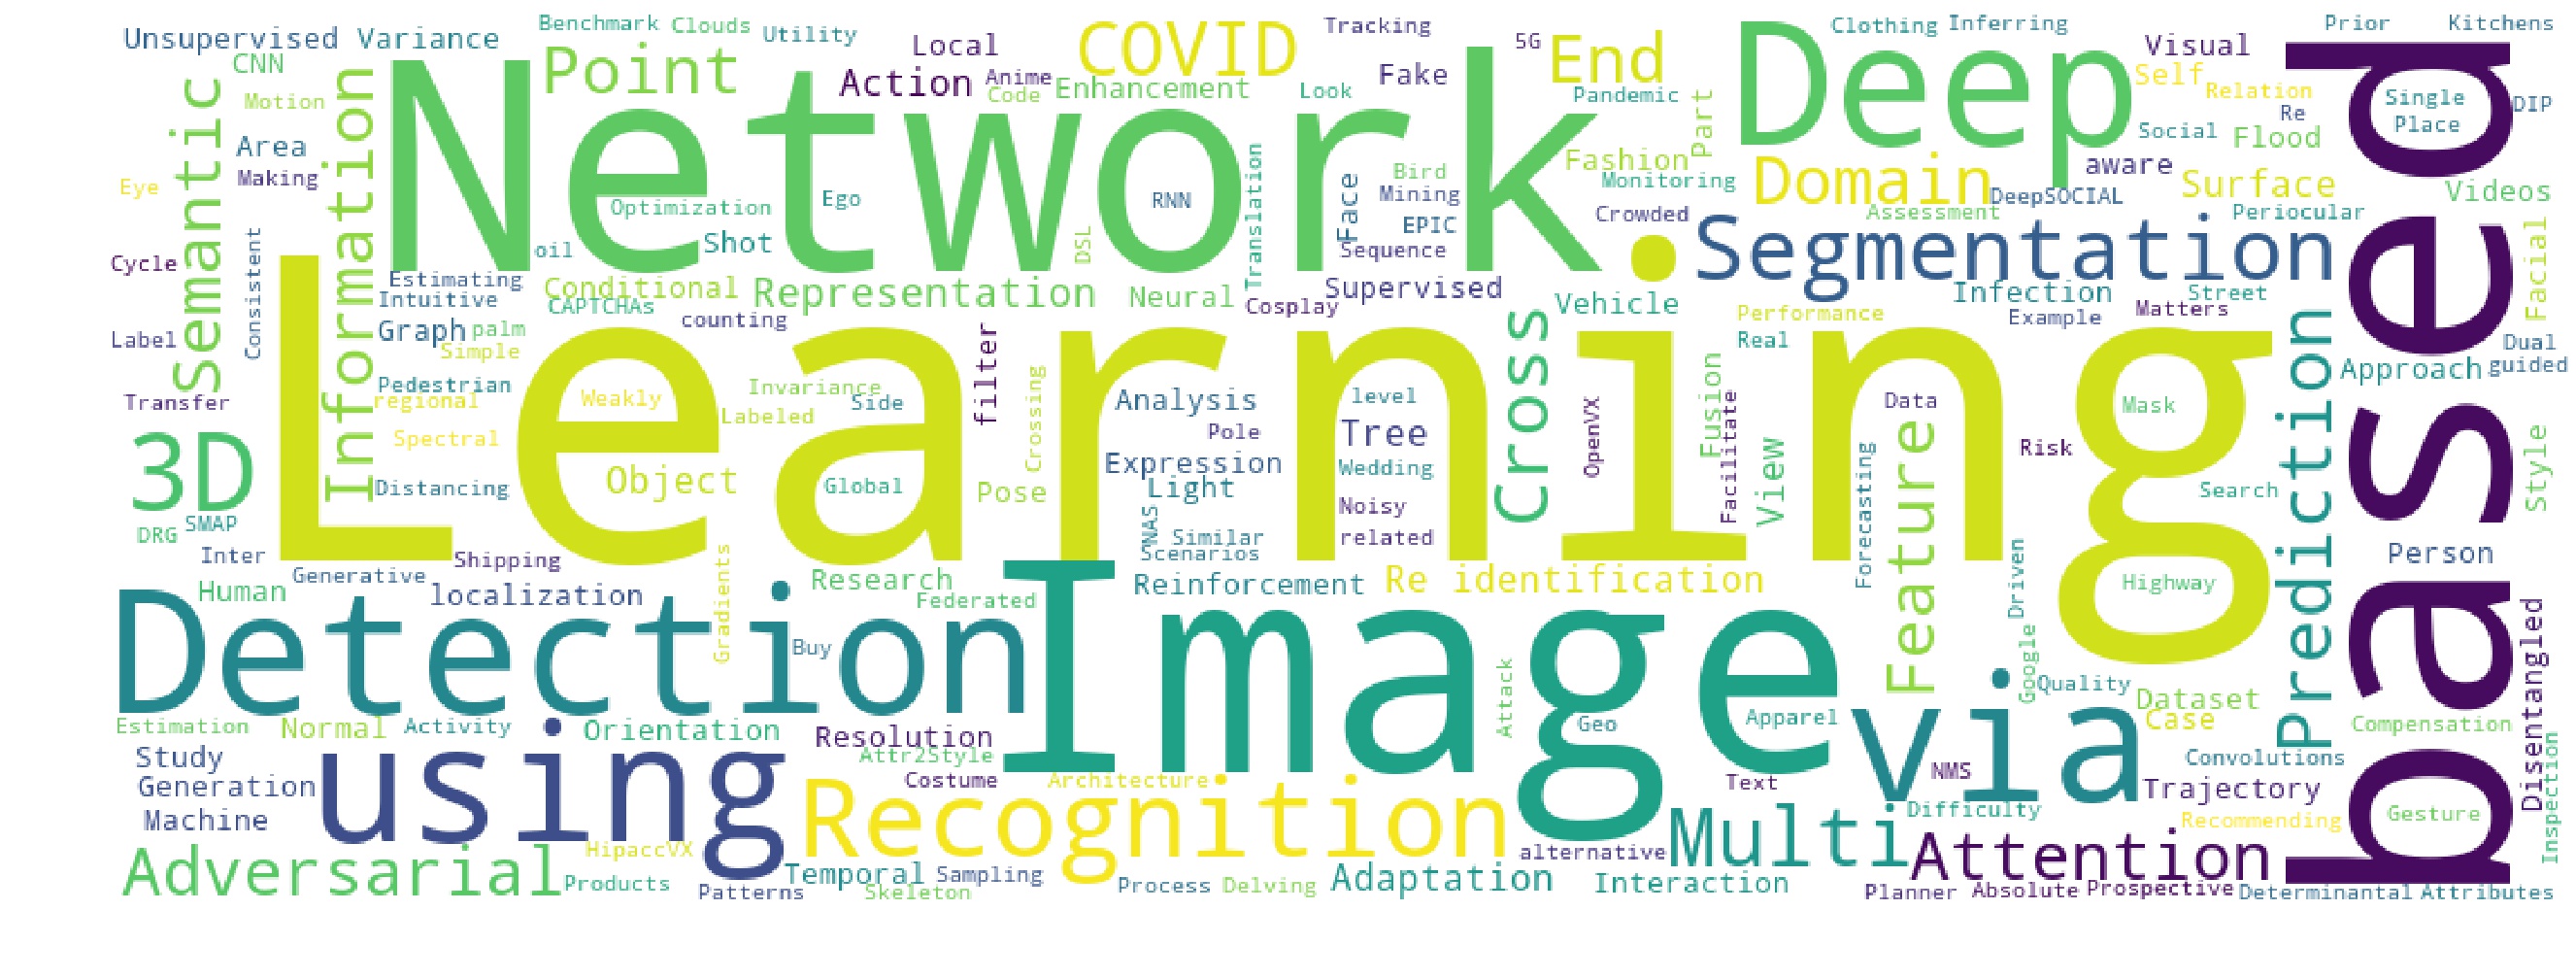 Unsupervised Variance
Benchmark Clouds Utility
Local
COVID
Tracking
5G
End
Deep
Clothing Inferring
Visual
Prior
Kitchens
CNN
Point
Action
Anime
Code
Enhancement
Look
Fake
Pandemic
Part
Self
Relation
Re
Single
Place
DIP
Motion
Semantic
Information
Network
Area
Making
Eye
Optimization
Ego
RNN
Translation
Face
Bird
Mining
EPIC
Fashion
Monitoring
Crowded
Domain
DeepSOCIAL
Assessment
Social
Flood
aware
Surface
Periocular
Videos
based
Facial
Cycle
Consistent
oil
Shot
DSL
Sequence
Segmentation
Estimating
Intuitive
Conditional
CAPTCHAs
Representation
Neural
Cosplay
Supervised
Vehicle
Infection
Street
Label
Graph palm
Simple
counting
filter
Cross
Performance
Real
Example
Matters
Dual
Approach guided
Learning
Transfer
Pedestrian
regional
Weakly
Invariance
Labeled
Side
Crossing
Analysis
level
Fusion
Facilitate
Data
Mask
Prediction
3D
Spectral
Pole
Tree
OpenVX
View
Feature
Risk
Style
Distancing
Object
Global
Pose
Expression
Light
Wedding
Noisy
Forecasting
Search
DRG
SMAP
Inter
Shipping
NAS
Similar
Scenarios
related
Person
Human
Generative
localization
Gradients
Research
Federated
Reinforcement
Re identification
Driven
Highway
Detection
Buy
Image
Attack
Google
Quality
Disentangled
Estimation
Normal
Activity
Orientation
Resolution
Geo
Apparel
via
Dataset
Case
Compensation
Inspection
Study
Generation
using
Attr2Style
Costume
Architecture
Text
NMS
Convolutions
Trajectory
Machine
Recognition
Multi
Difficulty
Recommending
Gesture
Adversarial
HipaccVX
Products
Patterns
Temporal
Sampling
Skeleton
Process
Delving
Adaptation
alternative
Interaction
Attention
Planner
Absolute
Prospective
Determinantal
Attributes